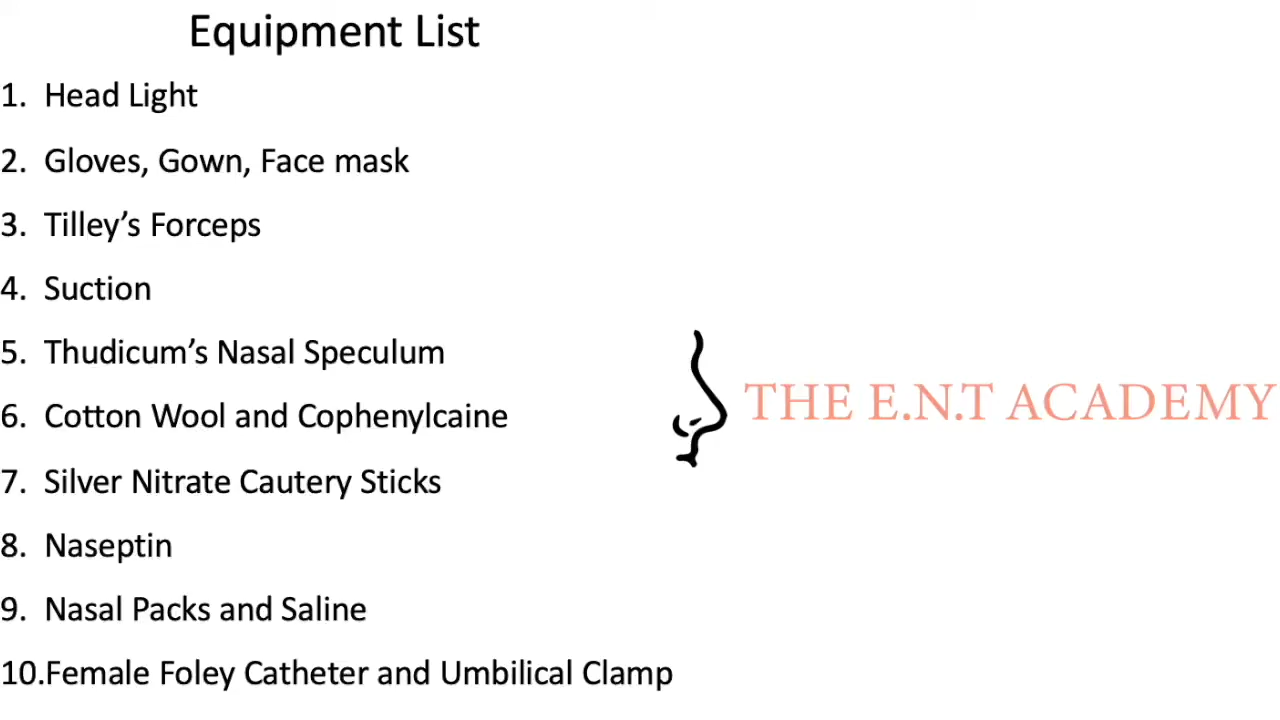 Equipment List
1. Head Light
2. Gloves, Gown, Face mask
3. Tilley’s Forceps
4. Suction
5. Thudicum’s Nasal Speculum
6. Cotton Wool and Cophenylcaine
7. Silver Nitrate Cautery Sticks
8. Naseptin
9. Nasal Packs and Saline
10.Female Foley Catheter and Umbilical Clamp
THE E.N.T ACADEMY